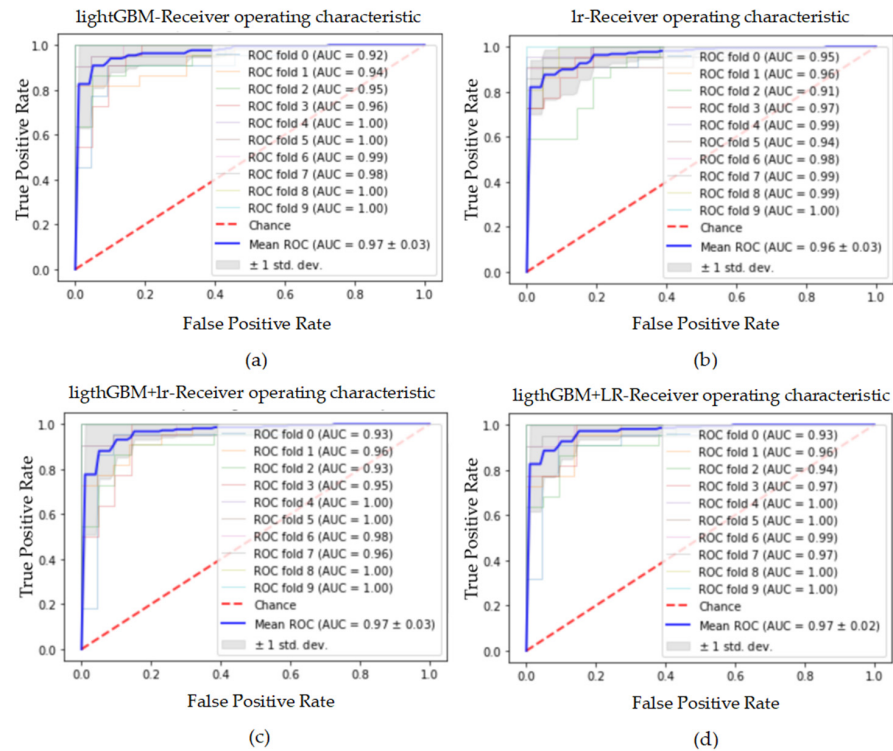 lightGBM-Receiver operating characteristic
1.0
0.8
0.6
0.4
0.2
0.0
True Positive Rate
ROC fold 0 (AUC = 0.92)
ROC fold 1 (AUC = 0.94)
ROC fold 2 (AUC = 0.95)
ROC fold 3 (AUC = 0.96)
ROC fold 4 (AUC = 1.00)
ROC fold 5 (AUC = 1.00)
ROC fold 6 (AUC = 0.99)
ROC fold 7 (AUC = 0.98)
ROC fold 8 (AUC = 1.00)
ROC fold 9 (AUC = 1.00)
Chance
Mean ROC (AUC = 0.97 ± 0.03)
± 1 std. dev.
0.0 0.2 0.4 0.6 0.8 1.0
False Positive Rate
(a)
lr-Receiver operating characteristic
1.0
0.8
0.6
0.4
0.2
0.0
True Positive Rate
ROC fold 0 (AUC = 0.95)
ROC fold 1 (AUC = 0.96)
ROC fold 2 (AUC = 0.91)
ROC fold 3 (AUC = 0.97)
ROC fold 4 (AUC = 0.99)
ROC fold 5 (AUC = 0.94)
ROC fold 6 (AUC = 0.98)
ROC fold 7 (AUC = 0.99)
ROC fold 8 (AUC = 0.99)
ROC fold 9 (AUC = 1.00)
Chance
Mean ROC (AUC = 0.96 ± 0.03)
± 1 std. dev.
0.0 0.2 0.4 0.6 0.8 1.0
False Positive Rate
(b)
ligthGBM+lr-Receiver operating characteristic
1.0
0.8
0.6
0.4
0.2
0.0
True Positive Rate
ROC fold 0 (AUC = 0.93)
ROC fold 1 (AUC = 0.96)
ROC fold 2 (AUC = 0.93)
ROC fold 3 (AUC = 0.95)
ROC fold 4 (AUC = 1.00)
ROC fold 5 (AUC = 1.00)
ROC fold 6 (AUC = 0.98)
ROC fold 7 (AUC = 0.96)
ROC fold 8 (AUC = 1.00)
ROC fold 9 (AUC = 1.00)
Chance
Mean ROC (AUC = 0.97 ± 0.03)
± 1 std. dev.
0.0 0.2 0.4 0.6 0.8 1.0
False Positive Rate
(c)
ligthGBM+LR-Receiver operating characteristic
1.0
0.8
0.6
0.4
0.2
0.0
True Positive Rate
ROC fold 0 (AUC = 0.93)
ROC fold 1 (AUC = 0.96)
ROC fold 2 (AUC = 0.94)
ROC fold 3 (AUC = 0.97)
ROC fold 4 (AUC = 1.00)
ROC fold 5 (AUC = 1.00)
ROC fold 6 (AUC = 0.99)
ROC fold 7 (AUC = 0.97)
ROC fold 8 (AUC = 1.00)
ROC fold 9 (AUC = 1.00)
Chance
Mean ROC (AUC = 0.97 ± 0.02)
± 1 std. dev.
0.0 0.2 0.4 0.6 0.8 1.0
False Positive Rate
(d)